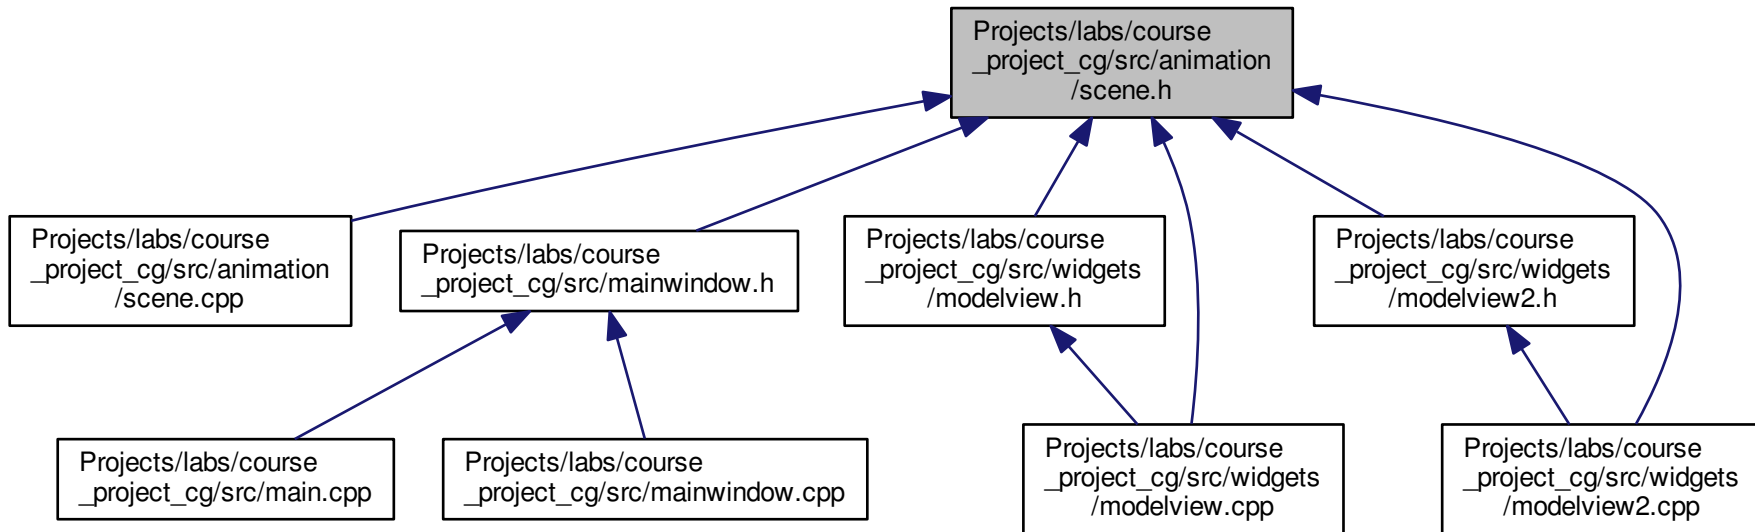 Projects/labs/course
_project_cg/src/animation
/scene.h
Projects/labs/course
_project_cg/src/animation
/scene.cpp
Projects/labs/course
_project_cg/src/mainwindow.h
Projects/labs/course
_project_cg/src/widgets
/modelview.h
Projects/labs/course
_project_cg/src/widgets
/modelview2.h
Projects/labs/course
_project_cg/src/main.cpp
Projects/labs/course
_project_cg/src/mainwindow.cpp
Projects/labs/course
_project_cg/src/widgets
/modelview.cpp
Projects/labs/course
_project_cg/src/widgets
/modelview2.cpp